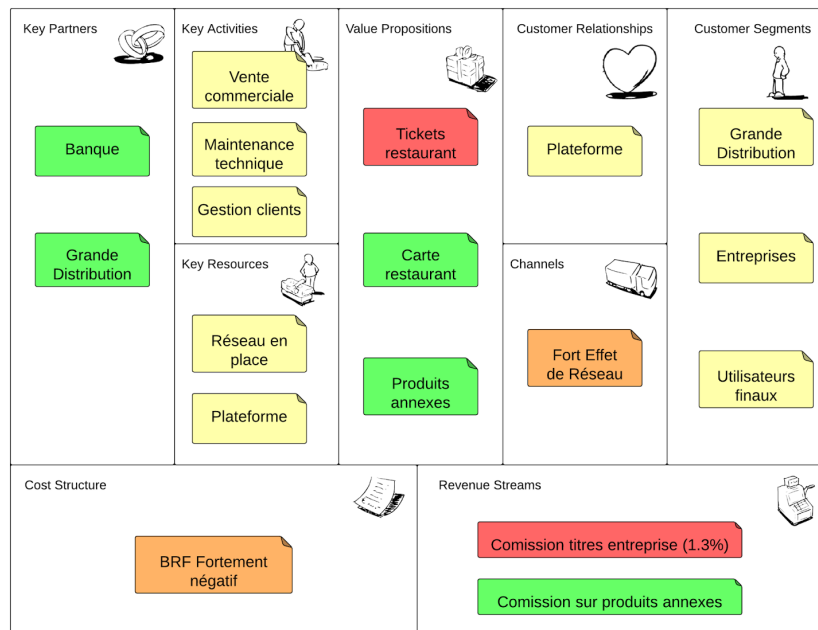 Key Partners
Banque
Grande
Distribution
Key Activities
Vente
commerciale
Maintenance
technique
Gestion clients
Key Resources
Réseau en
place
Plateforme
Value Propositions
Tickets
restaurant
Carte
restaurant
Produits
annexes
Customer Relationships
Plateforme
Channels
Fort Effet
de Réseau
Customer Segments
Grande
Distribution
Entreprises
Utilisateurs
finaux
Cost Structure
BRF Fortement
négatif
Revenue Streams
Comission titres entreprise (1.3%)
Comission sur produits annexes